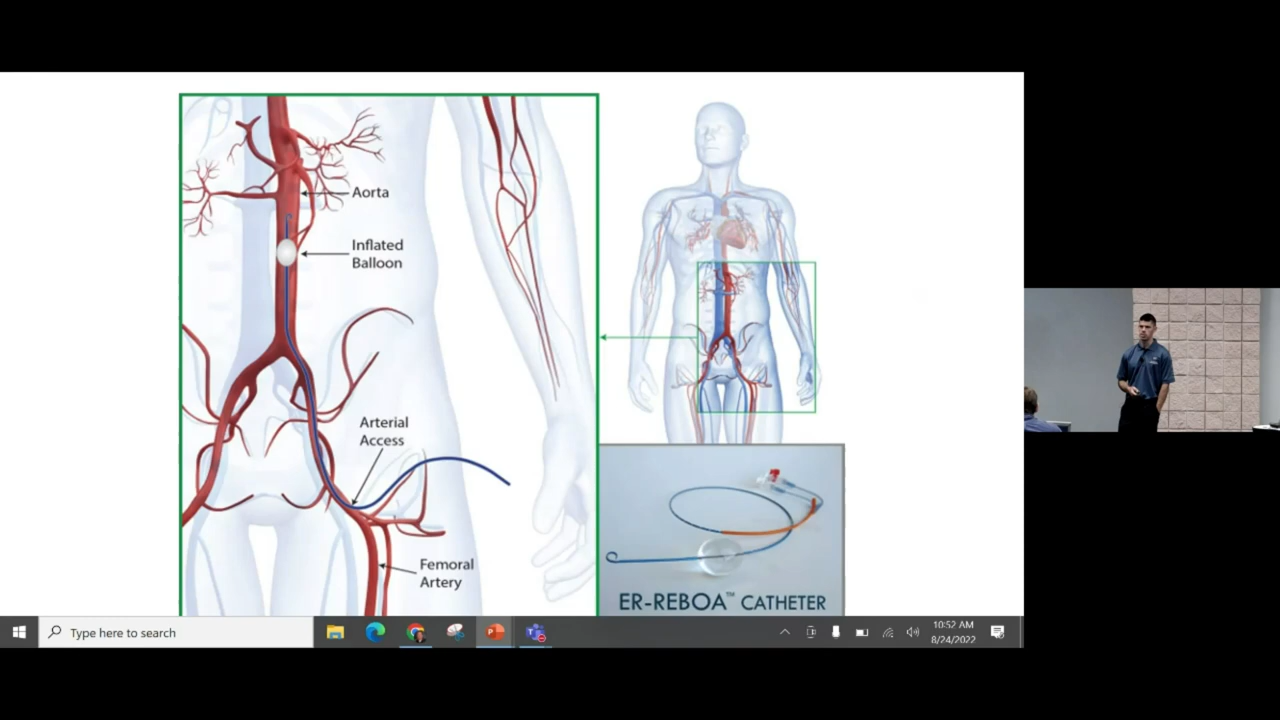 Aorta
Inflated
Balloon
Arterial
Access
Femoral
Artery
ER-REBOA™ CATHETER
Type here to search
10:52 AM
8/24/2022